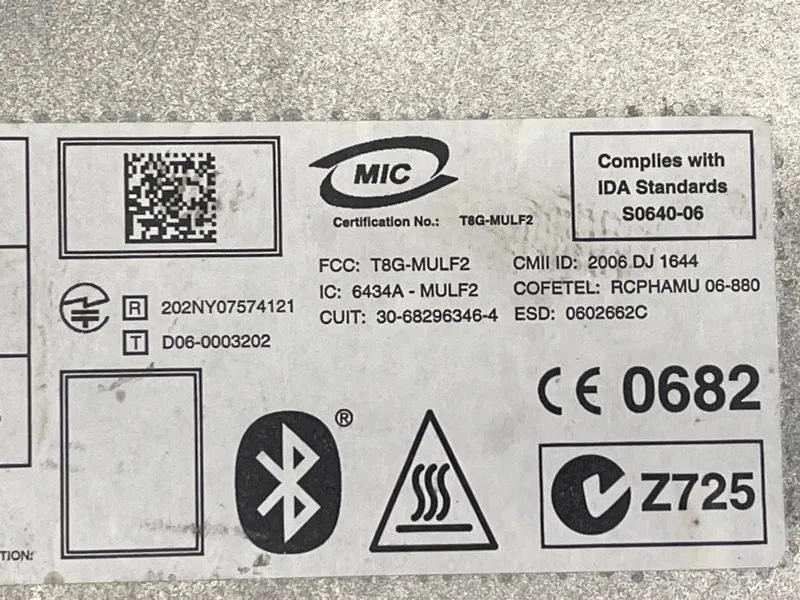 MIC
Certification No.: T8G-MULF2
Complies with
IDA Standards
S0640-06
FCC: T8G-MULF2
CMII ID: 2006 DJ 1644
IC: 6434A - MULF2
COFETEL: RCPHAMU 06-880
CUIT: 30-68296346-4
ESD: 0602662C
R 202NY07574121
T D06-0003202
CE 0682
®
Z725
TION: